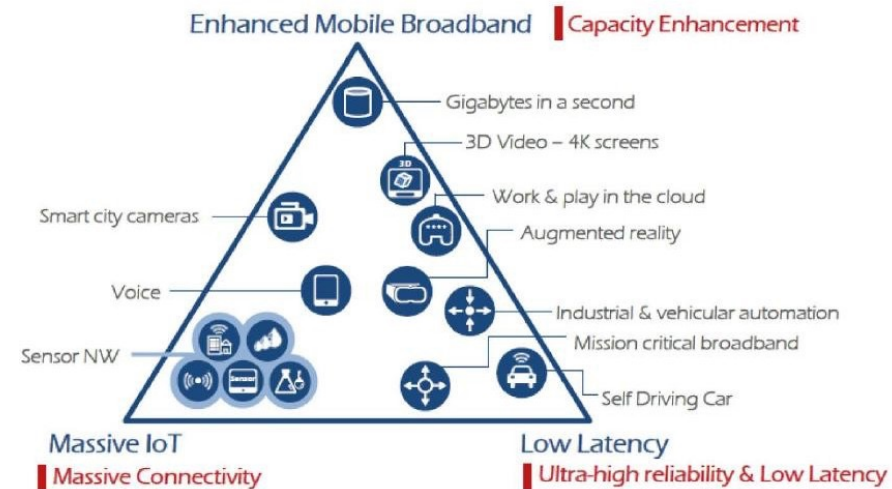 Enhanced Mobile Broadband
Capacity Enhancement
Gigabytes in a second
3D Video – 4K screens
3D
Work & play in the cloud
Smart city cameras
Augmented reality
Voice
Industrial & vehicular automation
Mission critical broadband
Sensor NW
Sensor
Self Driving Car
Massive IoT
Low Latency
Massive Connectivity
Ultra-high reliability & Low Latency